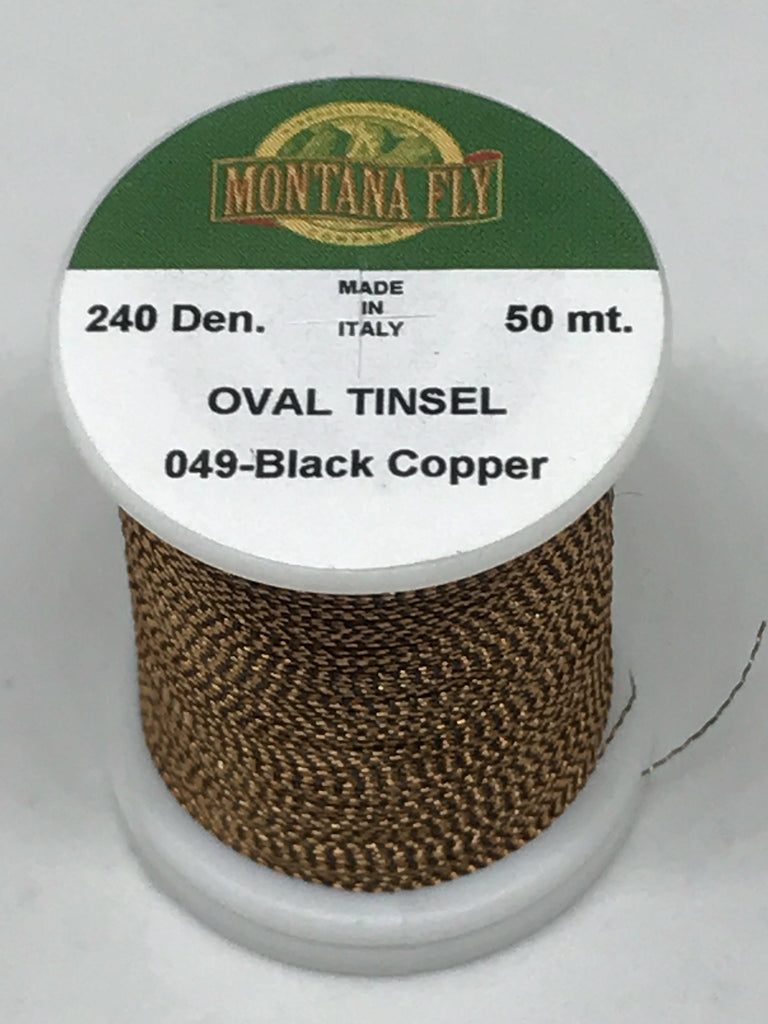 MONTANA FLY
MADE
IN
ITALY
240 Den.
50 mt.
OVAL TINSEL
049-Black Copper